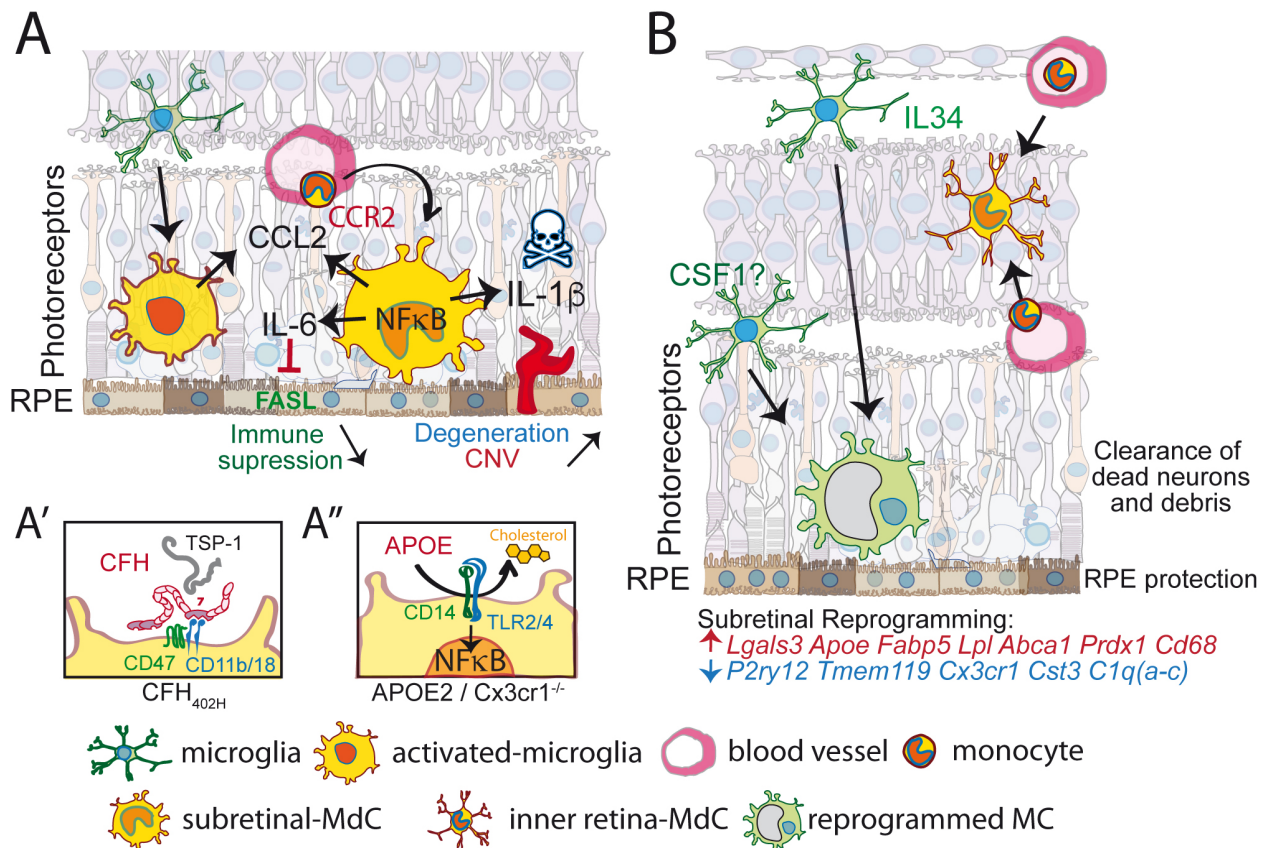 A
Photoreceptors
CCR2
CCL2
IL-1β
IL-6
NFκB
RPE
FASL
Immune
supression
Degeneration
CNV
A'
TSP-1
CFH
7
CD47
CD11b/18
CFH402H
A"
APOE
Cholesterol
CD14
TLR2/4
NFκB
APOE2 / Cx3cr1-/-
B
IL34
CSF1?
Photoreceptors
Clearance of
dead neurons
and debris
RPE
RPE protection
Subretinal Reprogramming:
Lgals3 Apoe Fabp5 Lpl Abca1 Prdx1 Cd68
P2ry12 Tmem119 Cx3cr1 Cst3 C1q(a-c)
microglia activated-microglia blood vessel monocyte
subretinal-MdC inner retina-MdC reprogrammed MC